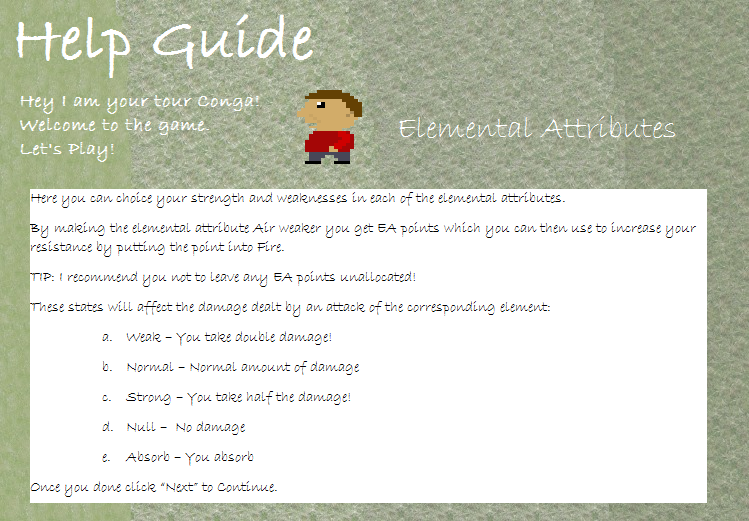 Help Guide
Hey I am your tour Conga!
Welcome to the game.
Let's Play!
Elemental Attributes
Here you can choice your strength and weaknesses in each of the elemental attributes.
By making the elemental attribute Air weaker you get EA points which you can then use to increase your
resistance by putting the point into Fire.
TIP: I recommend you not to leave any EA points unallocated!
These states will affect the damage dealt by an attack of the corresponding element:
a. Weak – You take double damage!
b. Normal – Normal amount of damage
c. Strong – You take half the damage!
d. Null – No damage
e. Absorb – You absorb
Once you done click “Next” to Continue.